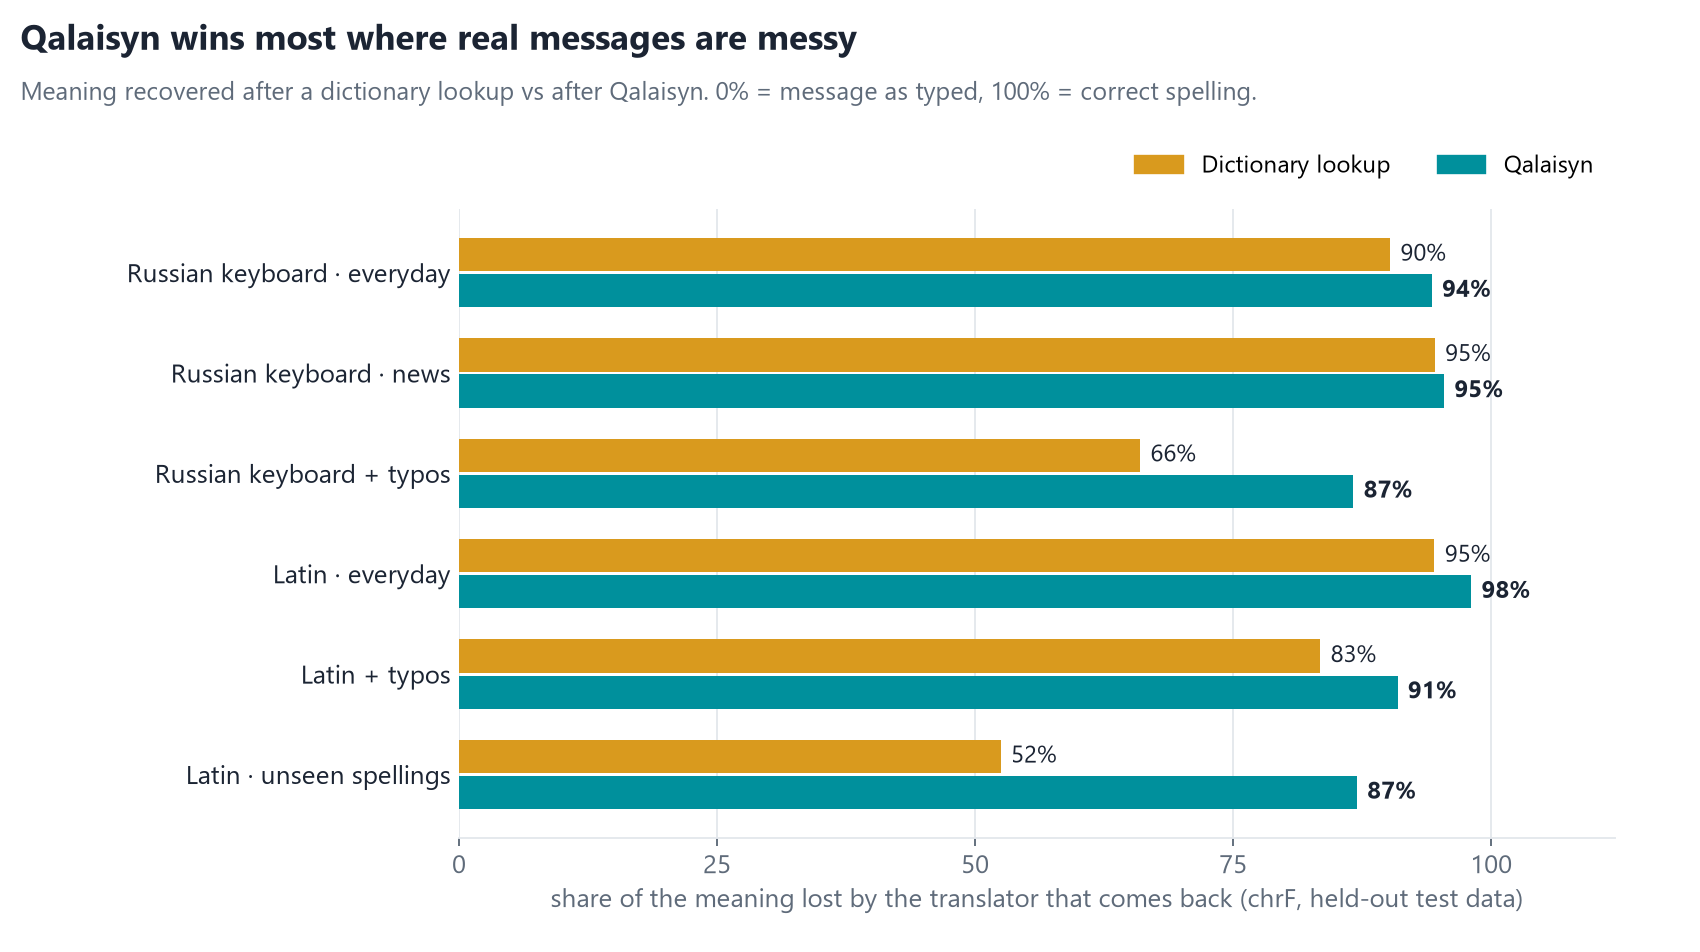 Qalaisyn wins most where real messages are messy
Meaning recovered after a dictionary lookup vs after Qalaisyn. 0% = message as typed, 100% = correct spelling.
Dictionary lookup
Qalaisyn
Russian keyboard · everyday
90%
94%
Russian keyboard · news
95%
95%
Russian keyboard + typos
66%
87%
Latin · everyday
95%
98%
Latin + typos
83%
91%
Latin · unseen spellings
52%
87%
0 25 50 75 100
share of the meaning lost by the translator that comes back (chrF, held-out test data)